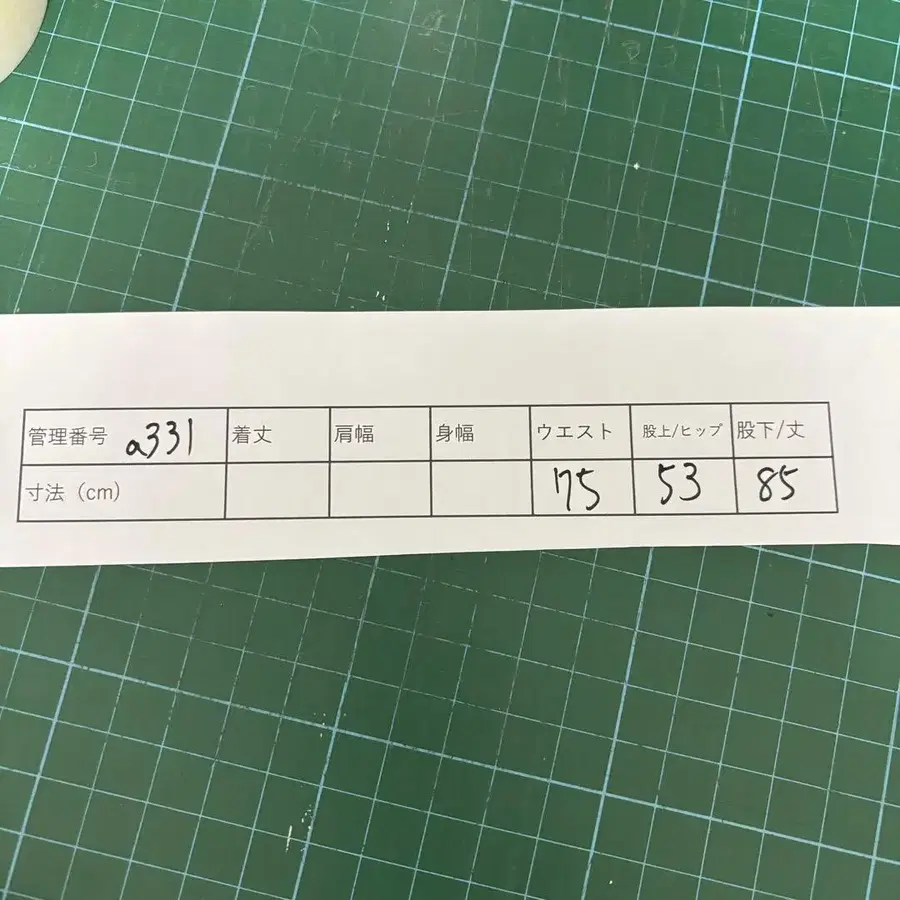 管理番号 a331 着丈 肩幅 身幅 ウエスト 股上/ヒップ 股下/丈
寸法（cm） 75 53 85